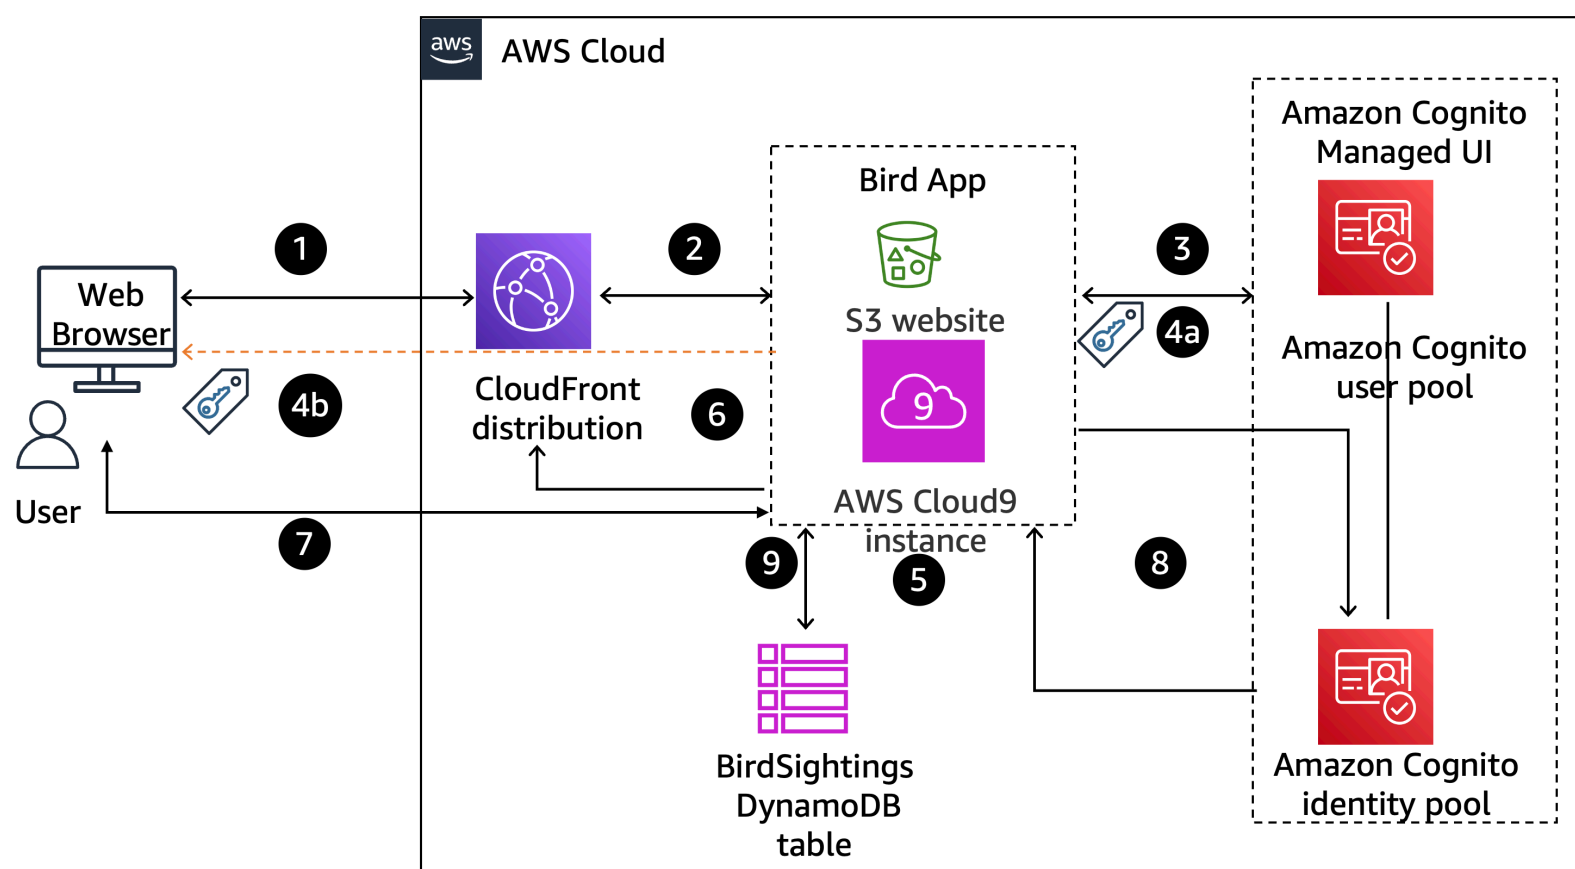 aws
AWS Cloud
Amazon Cognito
Managed UI
Bird App
1
2
3
Web
Browser
S3 website
4a
Amazon Cognito
user pool
CloudFront
distribution
4b
6
9
User
AWS Cloud9
instance
7
9
5
8
BirdSightings
DynamoDB
table
Amazon Cognito
identity pool